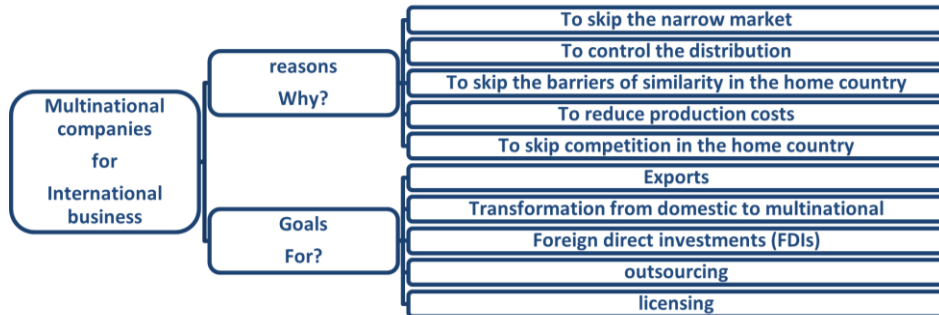 Multinational
companies
for
International
business
reasons
Why?
To skip the narrow market
To control the distribution
To skip the barriers of similarity in the home country
To reduce production costs
To skip competition in the home country
Goals
For?
Exports
Transformation from domestic to multinational
Foreign direct investments (FDIs)
outsourcing
licensing